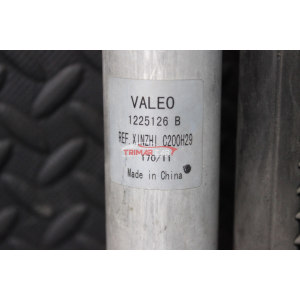 VALEO
1225126 B
REF.XINZHI C200H29
170/11
Made in China